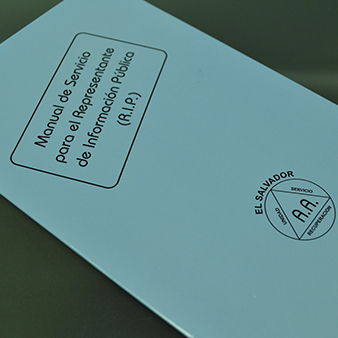 Manual de Servicio
para el Representante
de Información Pública
(R.I.P.)
EL SALVADOR
SERVICIO
UNIDAD
A.A.
RECUPERACIÓN